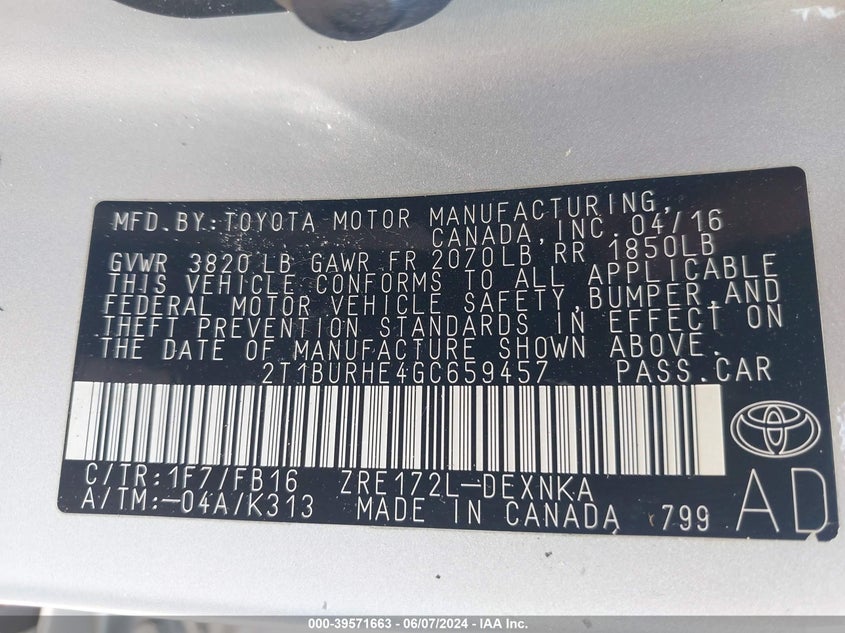 MFD.BY:TOYOTA MOTOR MANUFACTURING,
CANADA, INC. 04/16
GVWR 3820 LB GAWR FR 2070LB RR 1850LB
THIS VEHICLE CONFORMS TO ALL APPLICABLE
FEDERAL MOTOR VEHICLE SAFETY,BUMPER,AND
THEFT PREVENTION STANDARDS IN EFFECT ON
THE DATE OF MANUFACTURE SHOWN ABOVE.
2T1BURHE4GC659457 PASS.CAR
C/TR:1F7/FB16 ZRE172L-DEXNKA
A/TM:-04A/K313 MADE IN CANADA 799
AD
000-39571663 - 06/07/2024 - IAA Inc.